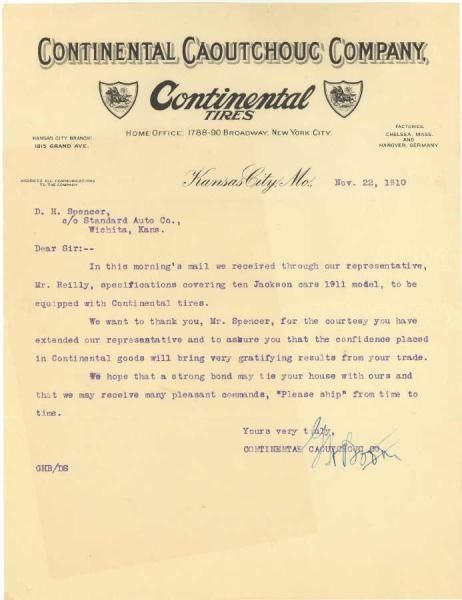 CONTINENTAL CAOUTCHOUC COMPANY,
Continental
TIRES
HOME OFFICE: 1788-90 BROADWAY, NEW YORK CITY.
KANSAS CITY BRANCH:
1815 GRAND AVE.
FACTORIES:
CHELSEA, MASS.
AND
HANOVER, GERMANY
ADDRESS ALL COMMUNICATIONS
TO THE COMPANY
Kansas City, Mo. Nov. 22, 1910
D. H. Spencer,
c/o Standard Auto Co.,
Wichita, Kans.
Dear Sir:--
In this morning's mail we received through our representative,
Mr. Reilly, specifications covering ten Jackson cars 1911 model, to be
equipped with Continental tires.
We want to thank you, Mr. Spencer, for the courtesy you have
extended our representative and to assure you that the confidence placed
in Continental goods will bring very gratifying results from your trade.
We hope that a strong bond may tie your house with ours and
that we may receive many pleasant commands, "Please ship" from time to
time.
Yours very truly,
CONTINENTAL CAOUTCHOUC CO.
GHB/DS